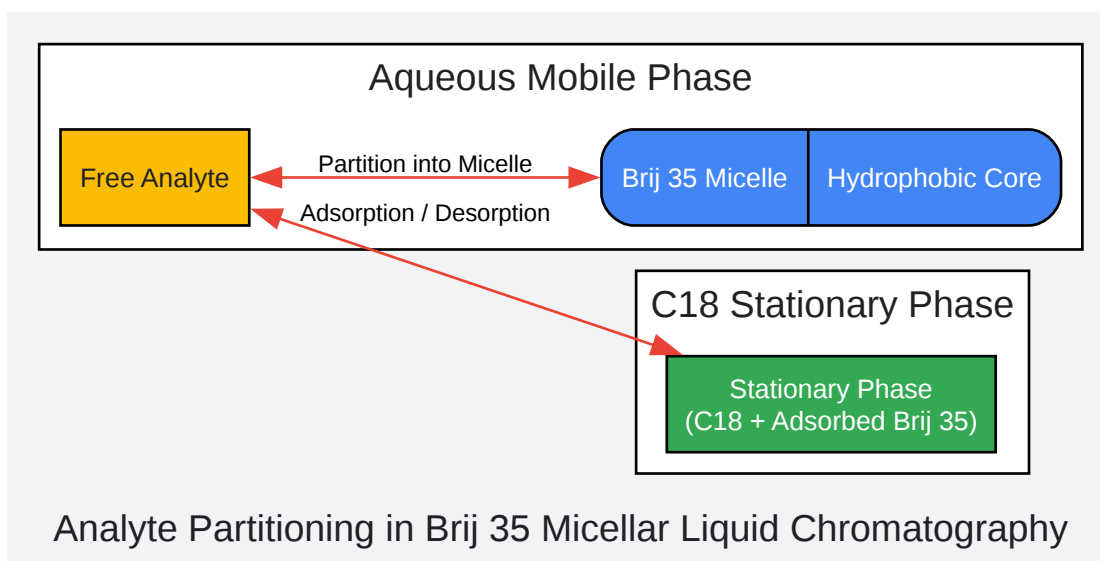 Aqueous Mobile Phase
Free Analyte
Partition into Micelle
Brij 35 Micelle
Hydrophobic Core
Adsorption / Desorption
C18 Stationary Phase
Stationary Phase
(C18 + Adsorbed Brij 35)
Analyte Partitioning in Brij 35 Micellar Liquid Chromatography